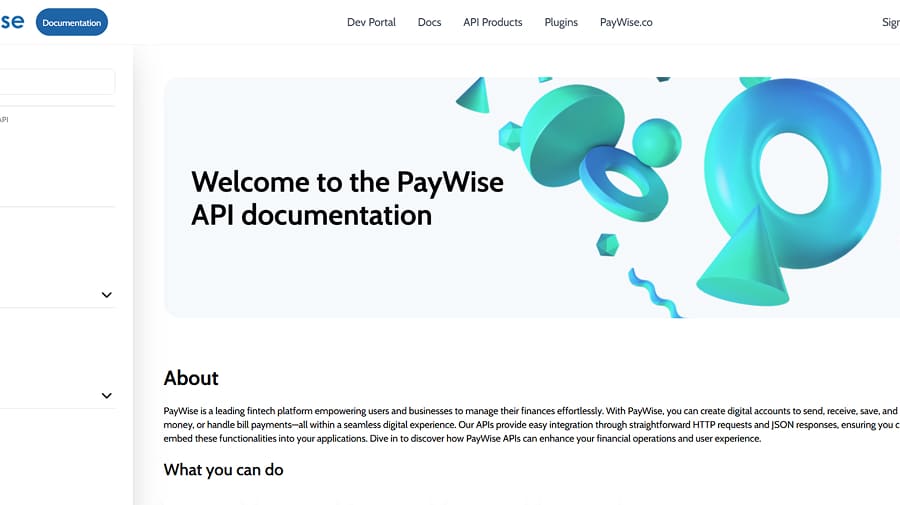 se Documentation Dev Portal Docs API Products Plugins PayWise.co Sign
API
Welcome to the PayWise
API documentation
About
PayWise is a leading fintech platform empowering users and businesses to manage their finances effortlessly. With PayWise, you can create digital accounts to send, receive, save, and
money, or handle bill payments—all within a seamless digital experience. Our APIs provide easy integration through straightforward HTTP requests and JSON responses, ensuring you c
embed these functionalities into your applications. Dive in to discover how PayWise APIs can enhance your financial operations and user experience.
What you can do